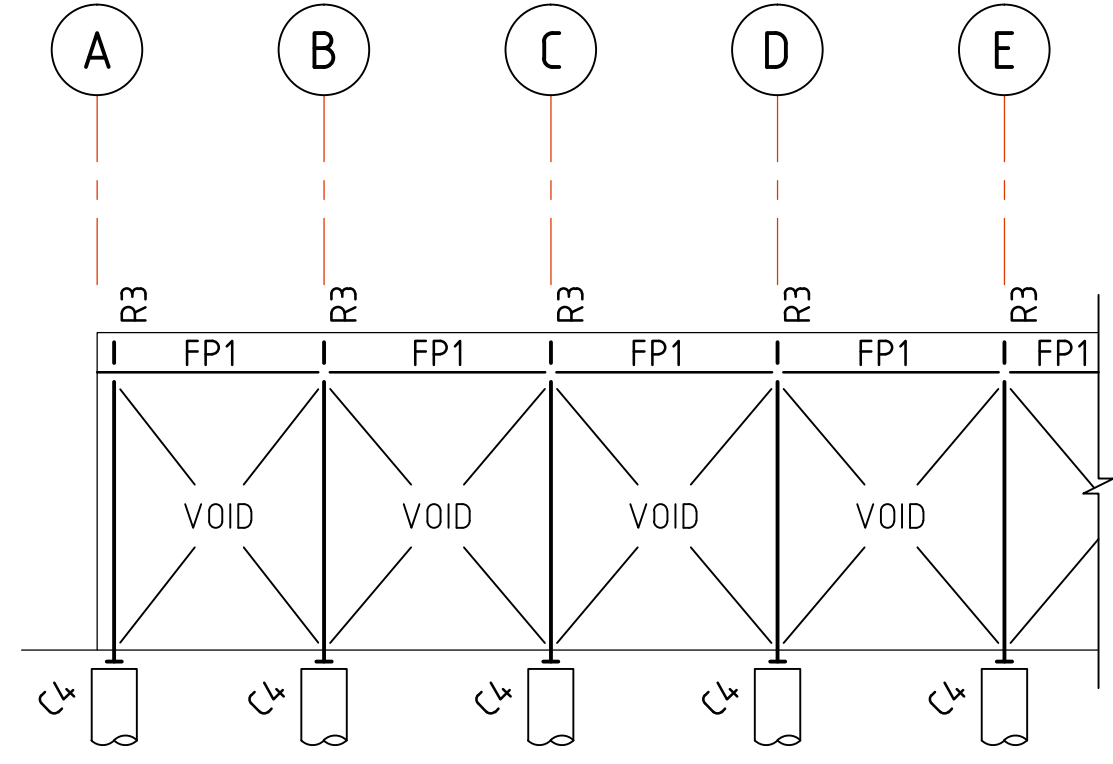 A B C D E
R3 R3 R3 R3 R3
FP1 FP1 FP1 FP1 FP1
VOID VOID VOID VOID
C4 C4 C4 C4 C4